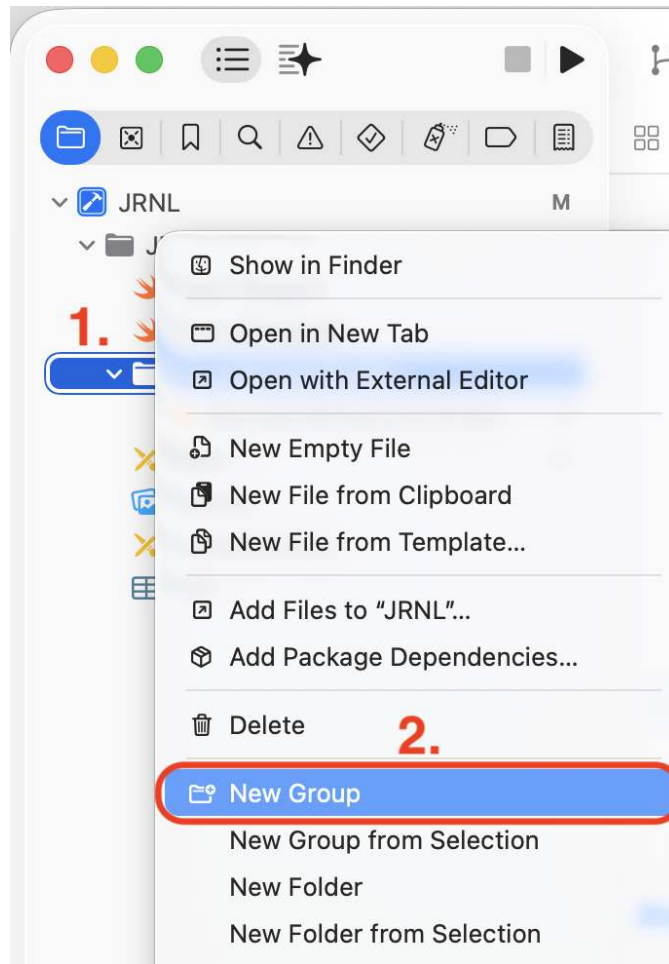 JRNL
M
J
1.
Show in Finder
Open in New Tab
Open with External Editor
New Empty File
New File from Clipboard
New File from Template...
Add Files to “JRNL”...
Add Package Dependencies...
Delete
2.
New Group
New Group from Selection
New Folder
New Folder from Selection